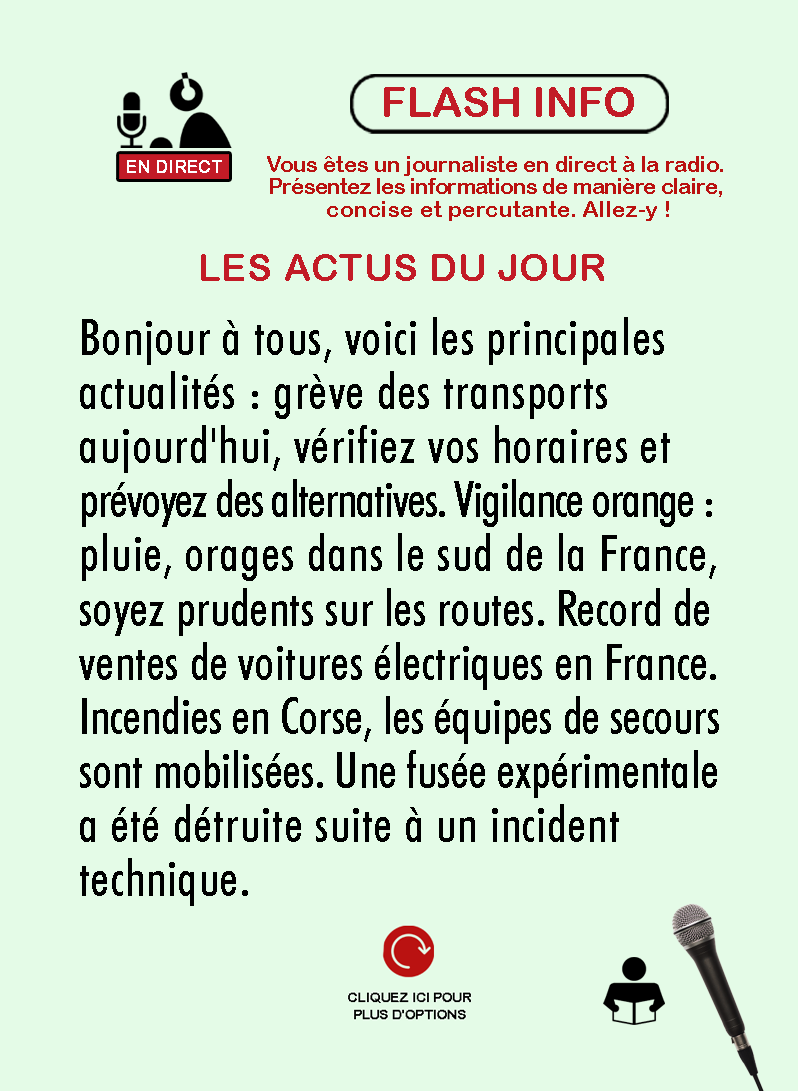 FLASH INFO
EN DIRECT
Vous êtes un journaliste en direct à la radio.
Présentez les informations de manière claire,
concise et percutante. Allez-y !
LES ACTUS DU JOUR
Bonjour à tous, voici les principales
actualités : grève des transports
aujourd'hui, vérifiez vos horaires et
prévoyez des alternatives. Vigilance orange :
pluie, orages dans le sud de la France,
soyez prudents sur les routes. Record de
ventes de voitures électriques en France.
Incendies en Corse, les équipes de secours
sont mobilisées. Une fusée expérimentale
a été détruite suite à un incident
technique.
CLIQUEZ ICI POUR
PLUS D'OPTIONS